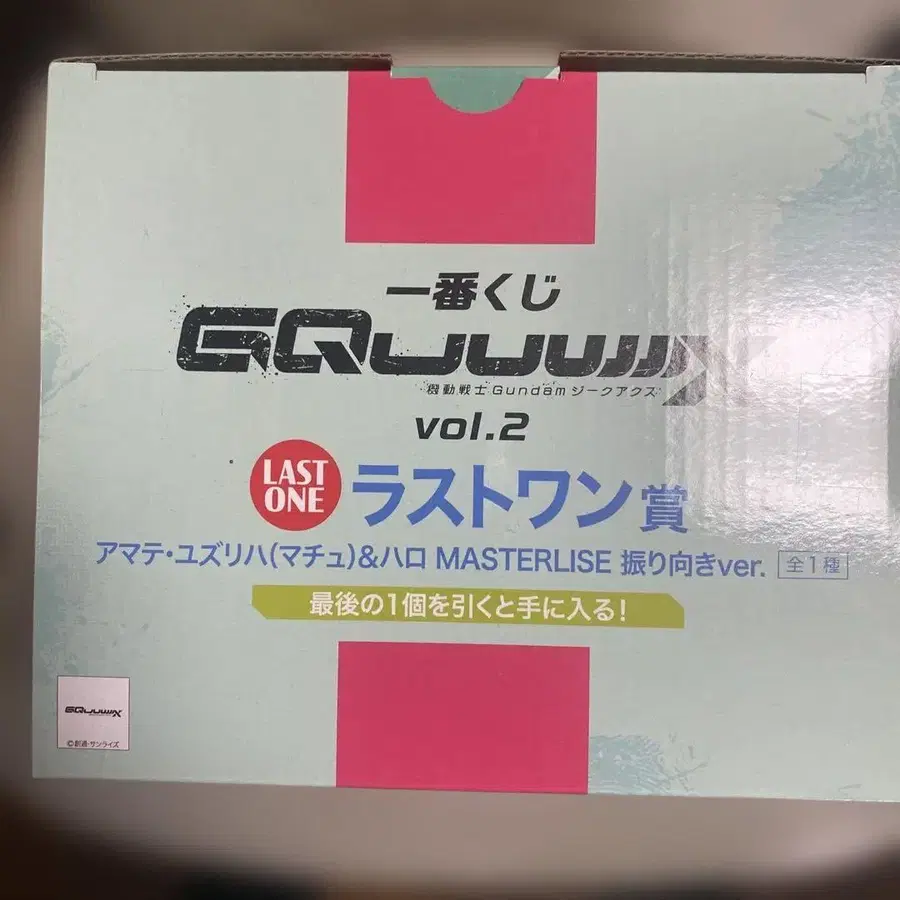 一番くじ
GQuuuuuuX
機動戦士Gundam ジークアクス
vol.2
LAST
ONE
ラストワン賞
アマテ・ユズリハ(マチュ)&ハロ MASTERLISE 振り向きver. 全1種
最後の1個を引くと手に入る!
GQuuuuuuX
©創通・サンライズ